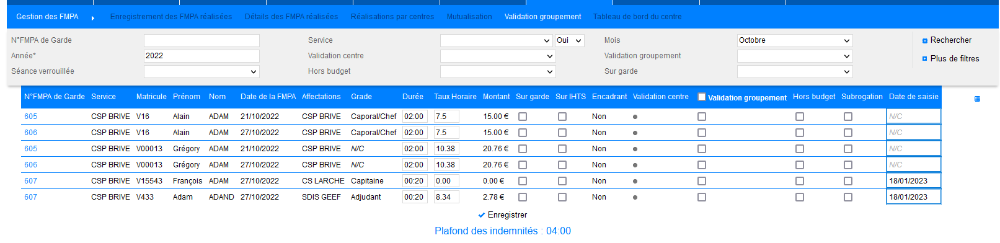 Gestion des FMPA Enregistrement des FMPA réalisées Détails des FMPA réalisées Réalisations par centres Mutualisation Validation groupement Tableau de bord du centre
N°FMPA de Garde Service Oui Mois Octobre Rechercher
Année* 2022 Validation centre Validation groupement Plus de filtres
Séance verrouillée Hors budget Sur garde
N°FMPA de Garde Service Matricule Prénom Nom Date de la FMPA Affectations Grade Durée Taux Horaire Montant Sur garde Sur IHTS Encadrant Validation centre Validation groupement Hors budget Subrogation Date de saisie
605 CSP BRIVE V16 Alain ADAM 21/10/2022 CSP BRIVE Caporal/Chef 02:00 7.5 15.00 € Non N/C
606 CSP BRIVE V16 Alain ADAM 27/10/2022 CSP BRIVE Caporal/Chef 02:00 7.5 15.00 € Non N/C
605 CSP BRIVE V00013 Grégory ADAM 21/10/2022 CSP BRIVE N/C 02:00 10.38 20.76 € Non N/C
606 CSP BRIVE V00013 Grégory ADAM 27/10/2022 CSP BRIVE N/C 02:00 10.38 20.76 € Non N/C
607 CSP BRIVE V15543 François ADAM 27/10/2022 CS LARCHE Capitaine 00:20 0.00 0.00 € Non 18/01/2023
607 CSP BRIVE V433 Adam ADAND 27/10/2022 SDIS GEEF Adjudant 00:20 8.34 2.78 € Non 18/01/2023
Enregistrer
Plafond des indemnités : 04:00